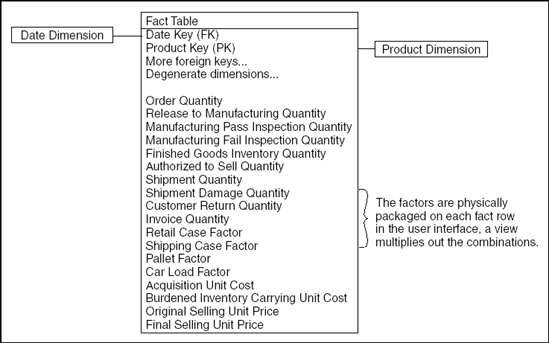 Fact Table
Date Dimension
Date Key (FK)
Product Key (PK)
Product Dimension
More foreign keys...
Degenerate dimensions...
Order Quantity
Release to Manufacturing Quantity
Manufacturing Pass Inspection Quantity
Manufacturing Fail Inspection Quantity
Finished Goods Inventory Quantity
Authorized to Sell Quantity
Shipment Quantity
Shipment Damage Quantity
Customer Return Quantity
Invoice Quantity
Retail Case Factor
Shipping Case Factor
Pallet Factor
Car Load Factor
Acquisition Unit Cost
Burdened Inventory Carrying Unit Cost
Original Selling Unit Price
Final Selling Unit Price
The factors are physically
packaged on each fact row
in the user interface, a view
multiplies out the combinations.